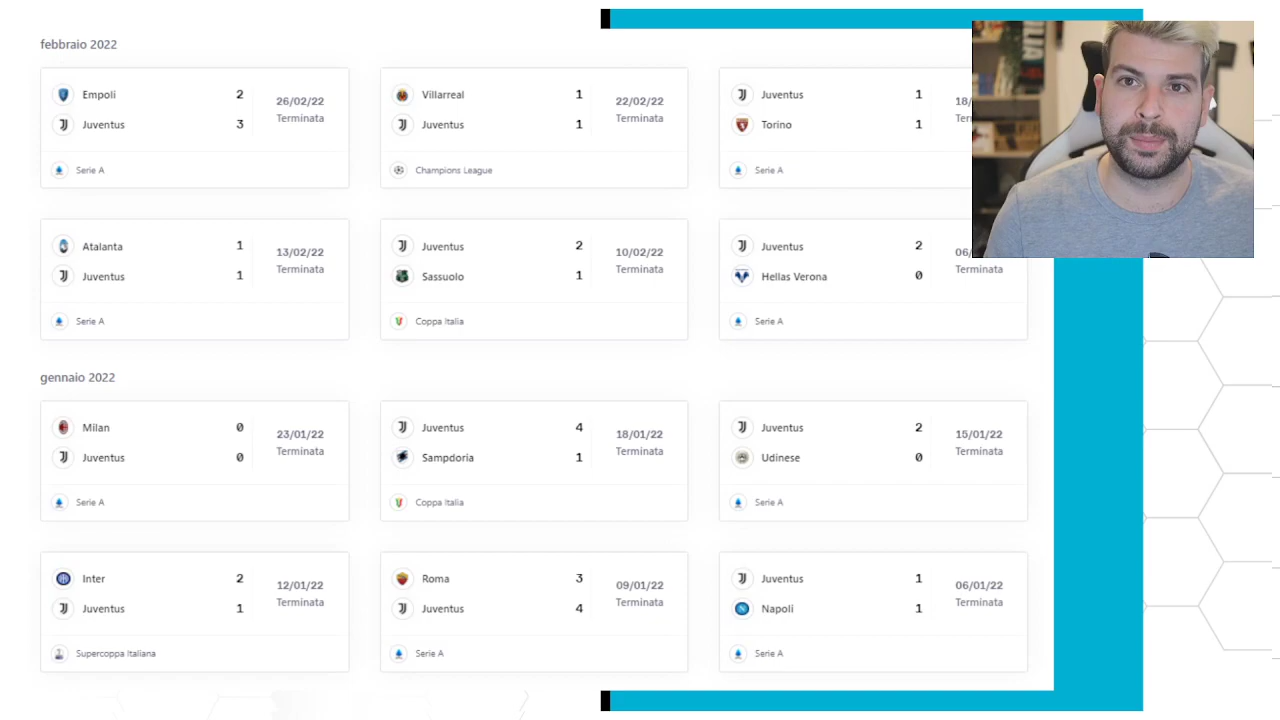 febbraio 2022
Empoli 2
Juventus 3
26/02/22
Terminata
Serie A
Villarreal 1
Juventus 1
22/02/22
Terminata
Champions League
Juventus 1
Torino 1
18/
Ter
Serie A
Atalanta 1
Juventus 1
13/02/22
Terminata
Serie A
Juventus 2
Sassuolo 1
10/02/22
Terminata
Coppa Italia
Juventus 2
Hellas Verona 0
06/
Terminata
Serie A
gennaio 2022
Milan 0
Juventus 0
23/01/22
Terminata
Serie A
Juventus 4
Sampdoria 1
18/01/22
Terminata
Coppa Italia
Juventus 2
Udinese 0
15/01/22
Terminata
Serie A
Inter 2
Juventus 1
12/01/22
Terminata
Supercoppa Italiana
Roma 3
Juventus 4
09/01/22
Terminata
Serie A
Juventus 1
Napoli 1
06/01/22
Terminata
Serie A